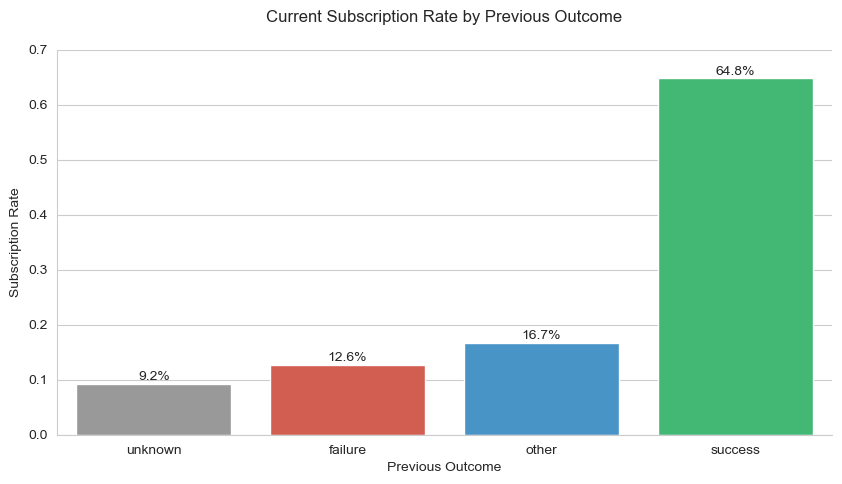 Current Subscription Rate by Previous Outcome
0.7
0.6
0.5
0.4
0.3
0.2
0.1
0.0
Subscription Rate
9.2%
12.6%
16.7%
64.8%
unknown
failure
other
success
Previous Outcome